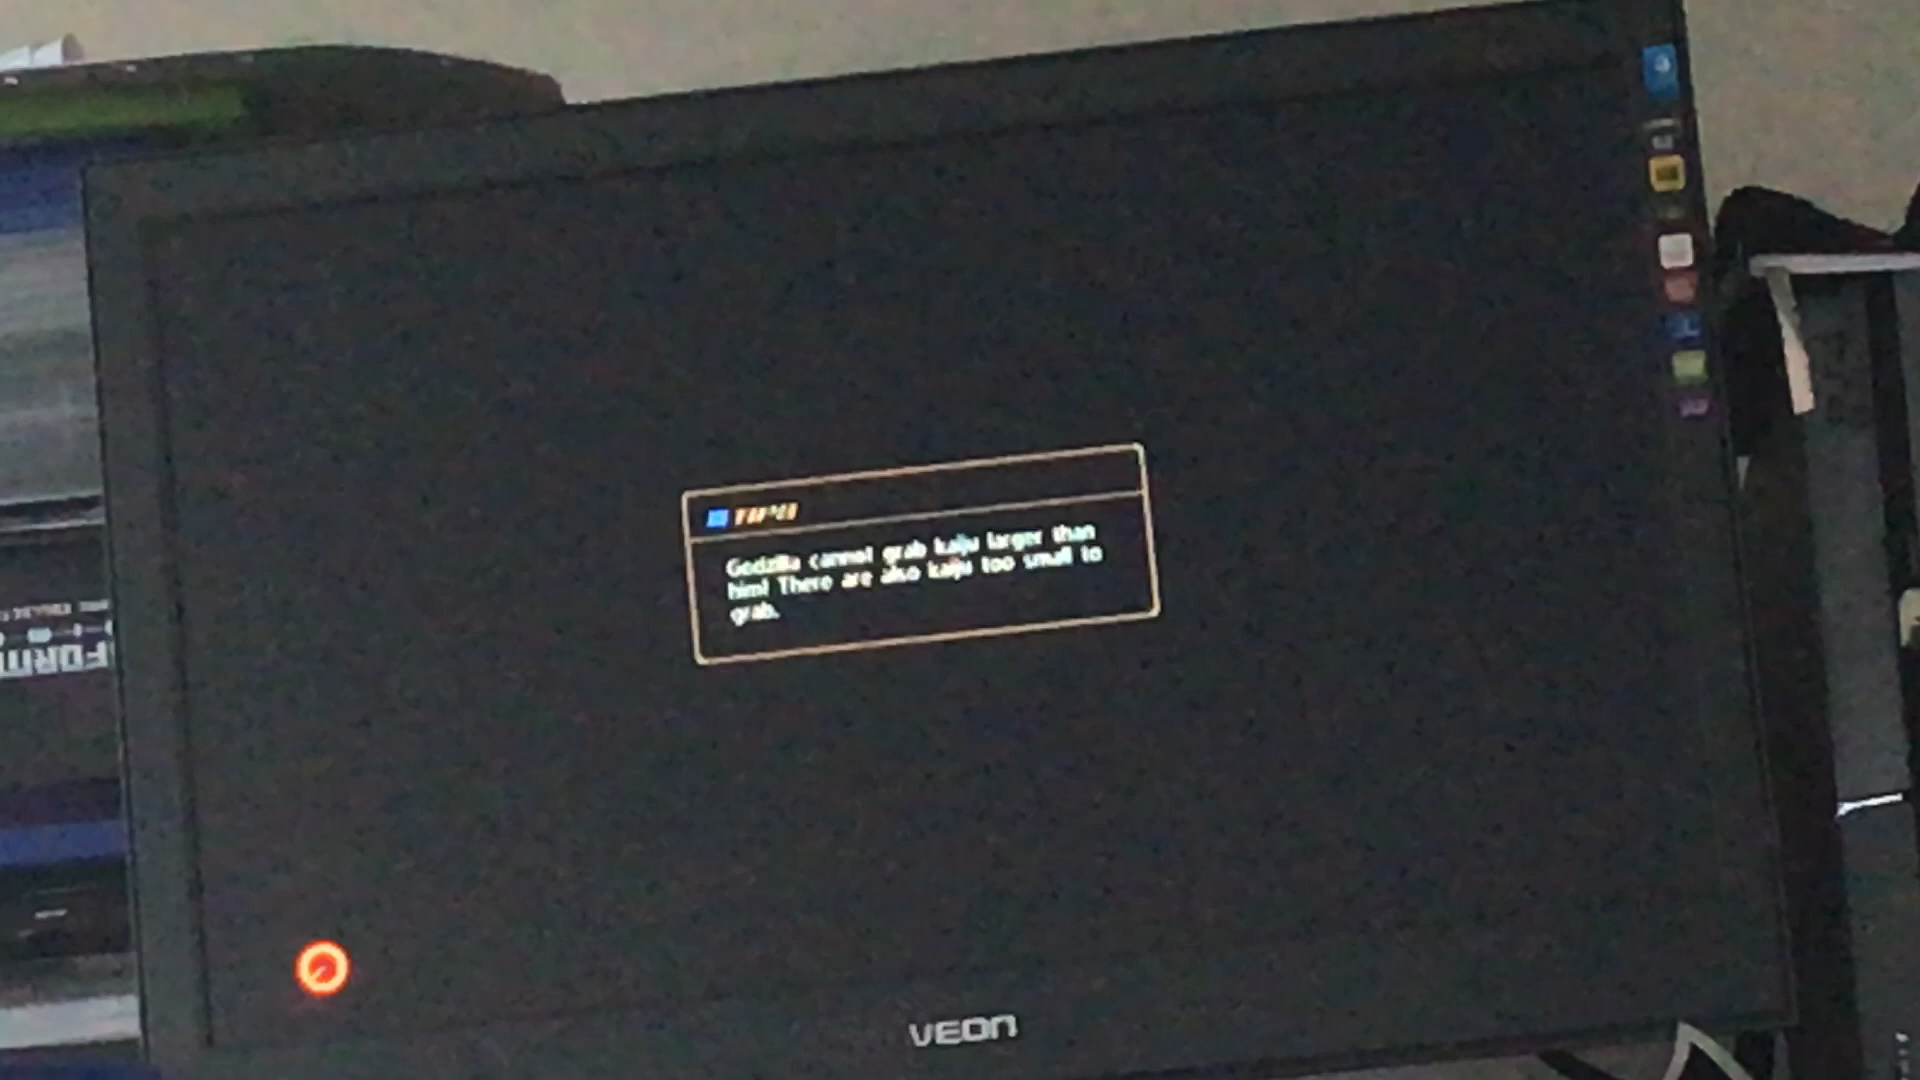 TIPS
Godzilla cannot grab kaiju larger than
him! There are also kaiju too small to
grab.
VEON